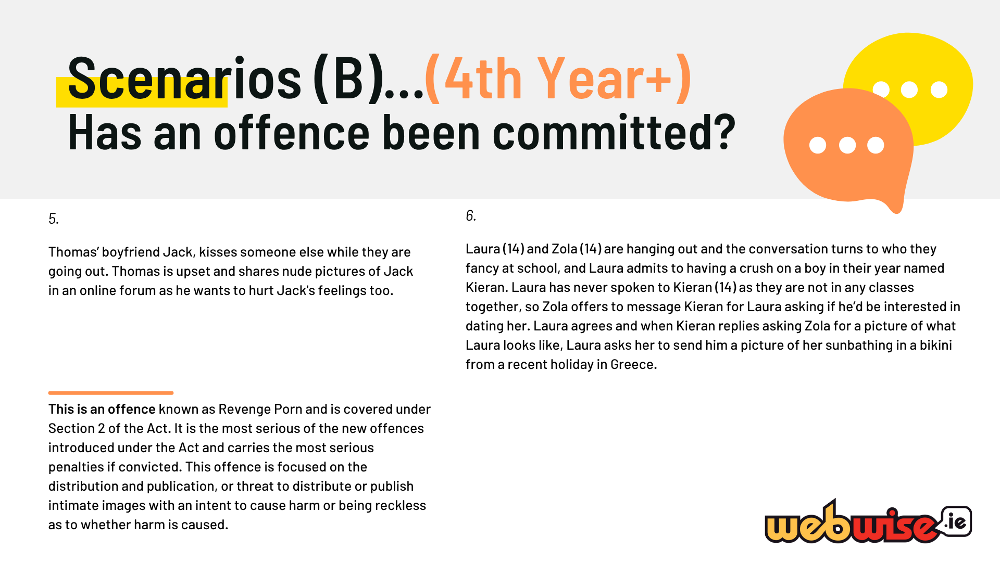 Scenarios (B)...(4th Year+)
Has an offence been committed?
5.
Thomas’ boyfriend Jack, kisses someone else while they are
going out. Thomas is upset and shares nude pictures of Jack
in an online forum as he wants to hurt Jack's feelings too.
This is an offence known as Revenge Porn and is covered under
Section 2 of the Act. It is the most serious of the new offences
introduced under the Act and carries the most serious
penalties if convicted. This offence is focused on the
distribution and publication, or threat to distribute or publish
intimate images with an intent to cause harm or being reckless
as to whether harm is caused.
6.
Laura (14) and Zola (14) are hanging out and the conversation turns to who they
fancy at school, and Laura admits to having a crush on a boy in their year named
Kieran. Laura has never spoken to Kieran (14) as they are not in any classes
together, so Zola offers to message Kieran for Laura asking if he’d be interested in
dating her. Laura agrees and when Kieran replies asking Zola for a picture of what
Laura looks like, Laura asks her to send him a picture of her sunbathing in a bikini
from a recent holiday in Greece.
webwise.ie